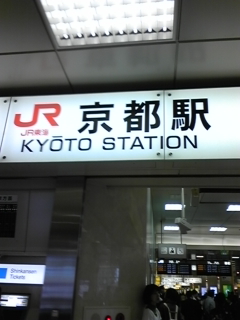 JR 京都駅
JR東海
KYŌTO STATION
Shinkansen
Tickets